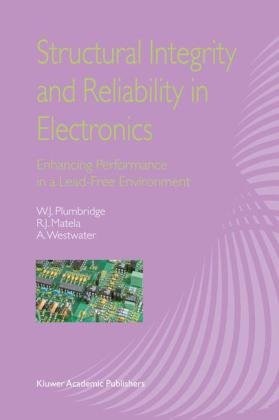 Structural Integrity
and Reliability in
Electronics
Enhancing Performance
in a Lead-Free Environment
W.J. Plumbridge
R.J. Matela
A. Westwater
Kluwer Academic Publishers